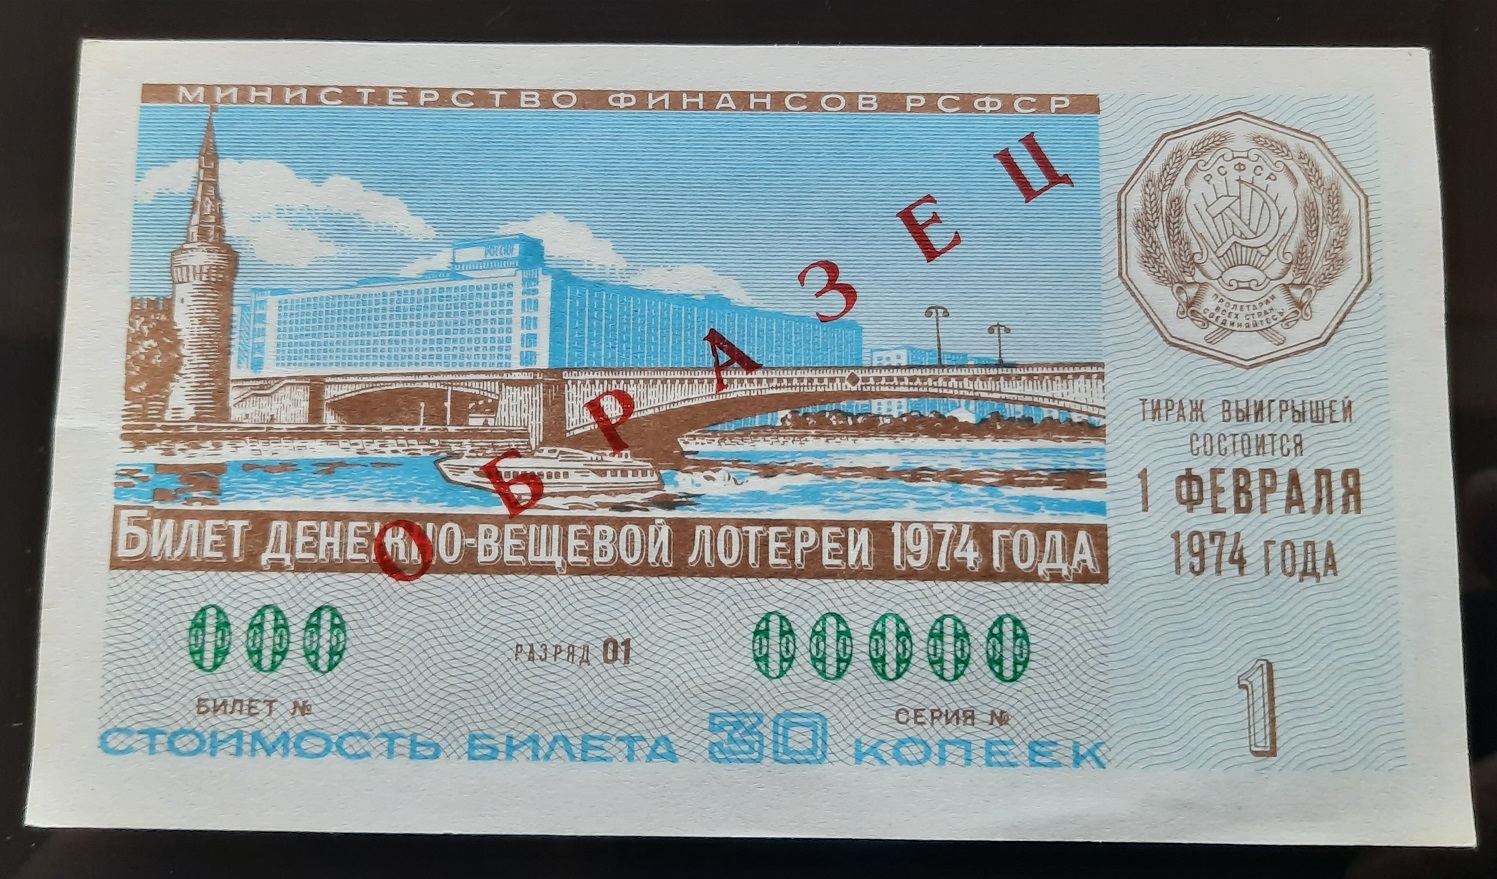 МИНИСТЕРСТВО ФИНАНСОВ РСФСР
РСФСР
ПРОЛЕТАРИИ
ВСЕХ СТРАН,
СОЕДИНЯЙТЕСЬ!
РОССИЯ
ОБРАЗЕЦ
ТИРАЖ ВЫИГРЫШЕЙ
СОСТОИТСЯ
1 ФЕВРАЛЯ
1974 ГОДА
БИЛЕТ ДЕНЕЖНО-ВЕЩЕВОЙ ЛОТЕРЕИ 1974 ГОДА
000 РАЗРЯД 01 00000
БИЛЕТ № СЕРИЯ №
СТОИМОСТЬ БИЛЕТА 30 КОПЕЕК
1